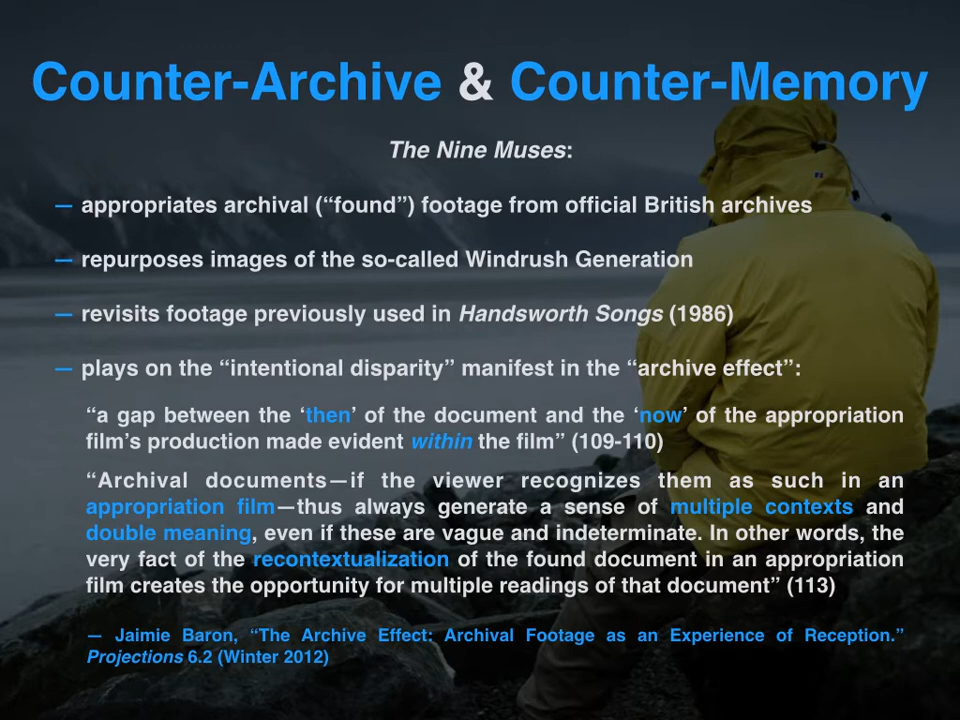 Counter-Archive & Counter-Memory
The Nine Muses:
— appropriates archival (“found”) footage from official British archives
— repurposes images of the so-called Windrush Generation
— revisits footage previously used in Handsworth Songs (1986)
— plays on the “intentional disparity” manifest in the “archive effect”:
“a gap between the ‘then’ of the document and the ‘now’ of the appropriation
film’s production made evident within the film” (109-110)
“Archival documents—if the viewer recognizes them as such in an
appropriation film—thus always generate a sense of multiple contexts and
double meaning, even if these are vague and indeterminate. In other words, the
very fact of the recontextualization of the found document in an appropriation
film creates the opportunity for multiple readings of that document” (113)
— Jaimie Baron, “The Archive Effect: Archival Footage as an Experience of Reception.”
Projections 6.2 (Winter 2012)